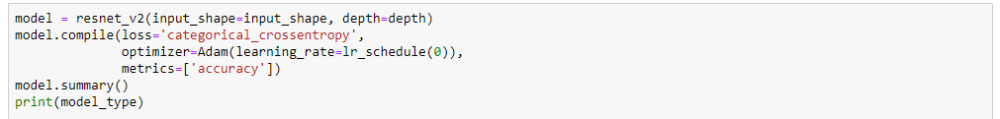 model = resnet_v2(input_shape=input_shape, depth=depth)
model.compile(loss='categorical_crossentropy',
              optimizer=Adam(learning_rate=lr_schedule(0)),
              metrics=['accuracy'])
model.summary()
print(model_type)